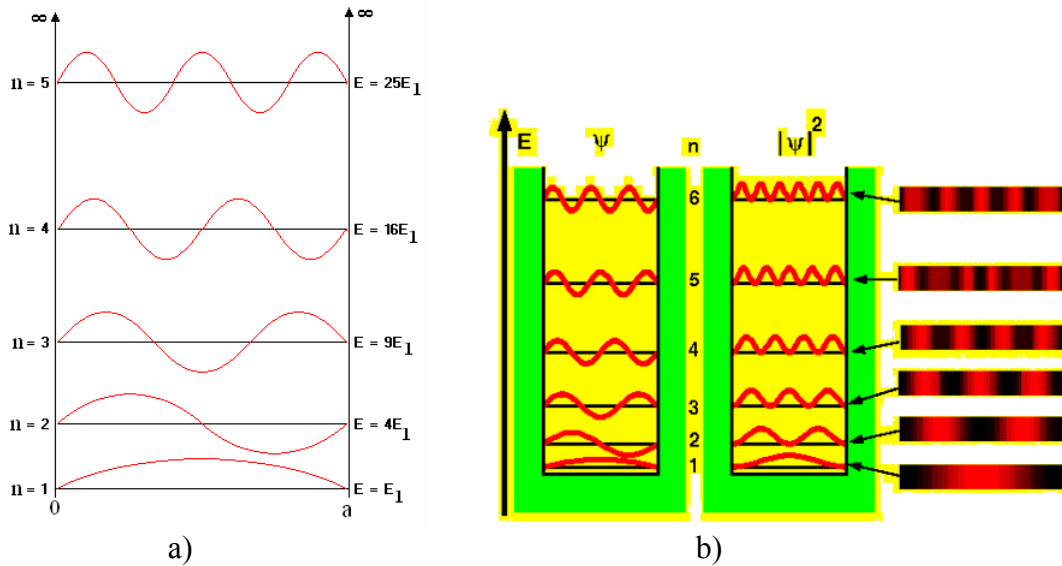 ∞ ∞
n = 5 E = 25E1
n = 4 E = 16E1
n = 3 E = 9E1
n = 2 E = 4E1
n = 1 E = E1
0 a
a)
E ψ n |ψ|2
6
5
4
3
2
1
b)